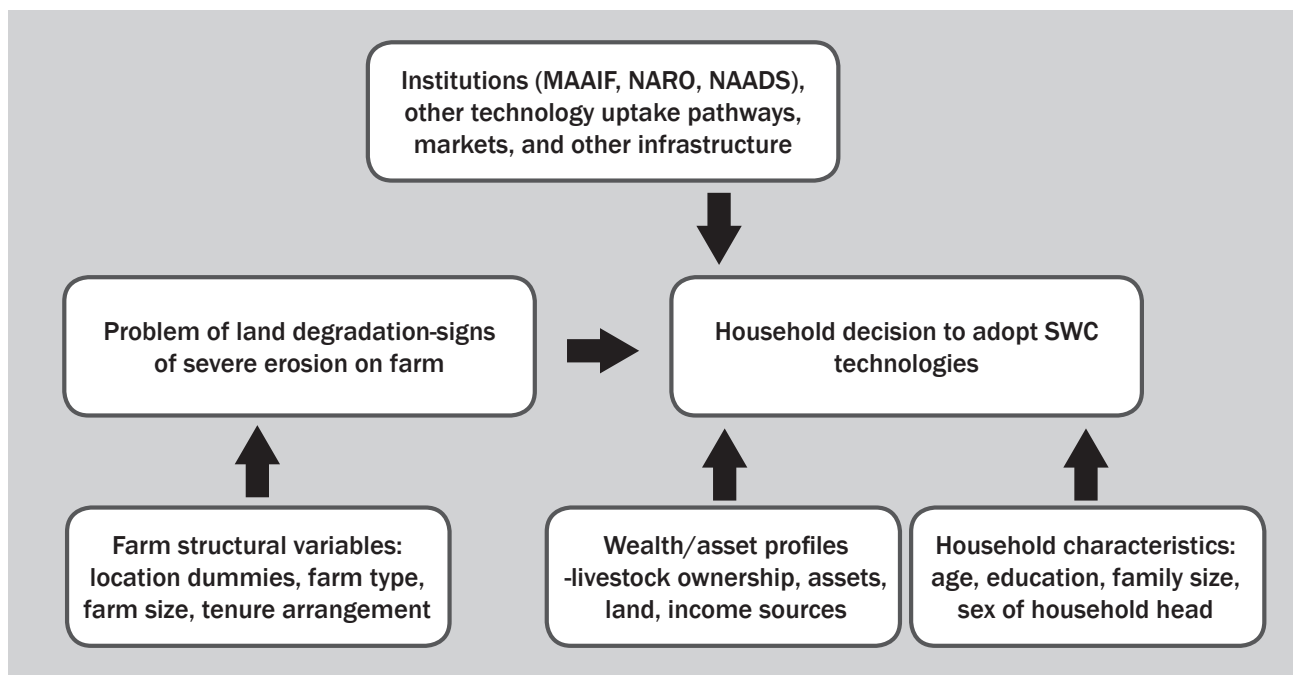 Institutions (MAAIF, NARO, NAADS),
other technology uptake pathways,
markets, and other infrastructure
Problem of land degradation-signs
of severe erosion on farm
Household decision to adopt SWC
technologies
Farm structural variables:
location dummies, farm type,
farm size, tenure arrangement
Wealth/asset profiles
-livestock ownership, assets,
land, income sources
Household characteristics:
age, education, family size,
sex of household head